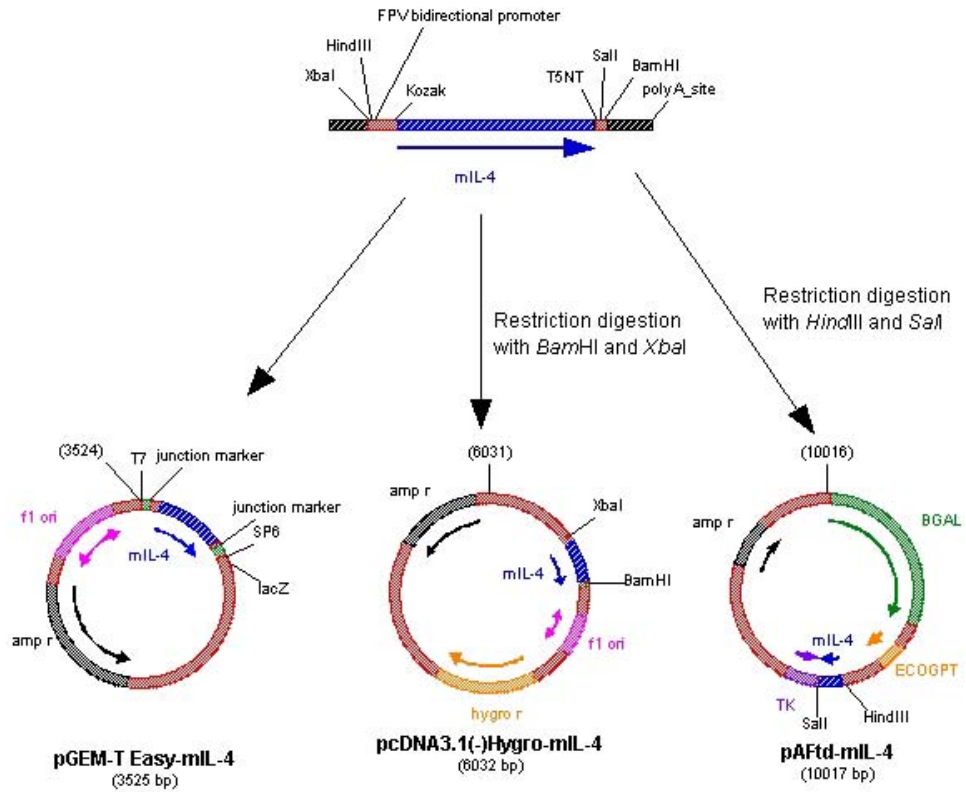 FPV bidirectional promoter
HindIII
XbaI
Kozak
T5NT
SalI
BamHI
polyA_site
mIL-4
Restriction digestion
with BamHI and XbaI
Restriction digestion
with HindIII and SalI
(3524)
T7
junction marker
junction marker
SP6
lacZ
f1 ori
mIL-4
amp r
pGEM-T Easy-mIL-4
(3525 bp)
(6031)
amp r
XbaI
mIL-4
BamHI
f1 ori
hygro r
pcDNA3.1(-)Hygro-mIL-4
(6032 bp)
(10016)
amp r
BGAL
mIL-4
ECOGPT
TK
SalI
HindIII
pAFtd-mIL-4
(10017 bp)